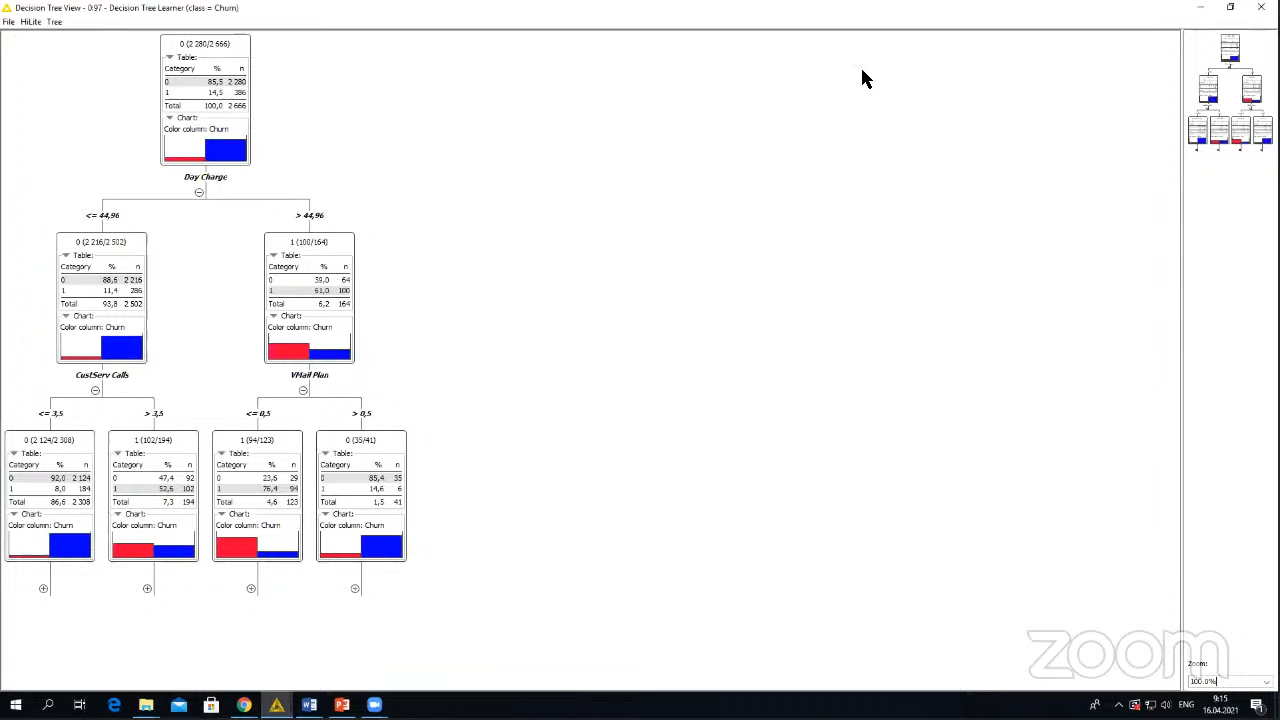 Decision Tree View - 0:97 - Decision Tree Learner (class = Churn)
File HiLite Tree
0 (2 280/2 666)
Table:
Category % n
0 85,5 2 280
1 14,5 386
Total 100,0 2 666
Chart:
Color column: Churn
Day Charge
<= 44,96
> 44,96
0 (2 216/2 502)
Table:
Category % n
0 88,6 2 216
1 11,4 286
Total 93,8 2 502
Chart:
Color column: Churn
CustServ Calls
1 (100/164)
Table:
Category % n
0 39,0 64
1 61,0 100
Total 6,2 164
Chart:
Color column: Churn
VMail Plan
<= 3,5
> 3,5
<= 0,5
> 0,5
0 (2 124/2 308)
Table:
Category % n
0 92,0 2 124
1 8,0 184
Total 86,6 2 308
Chart:
Color column: Churn
1 (102/194)
Table:
Category % n
0 47,4 92
1 52,6 102
Total 7,3 194
Chart:
Color column: Churn
1 (94/123)
Table:
Category % n
0 23,6 29
1 76,4 94
Total 4,6 123
Chart:
Color column: Churn
0 (35/41)
Table:
Category % n
0 85,4 35
1 14,6 6
Total 1,5 41
Chart:
Color column: Churn
zoom
Zoom:
100.0%
ENG
9:15
16.04.2021